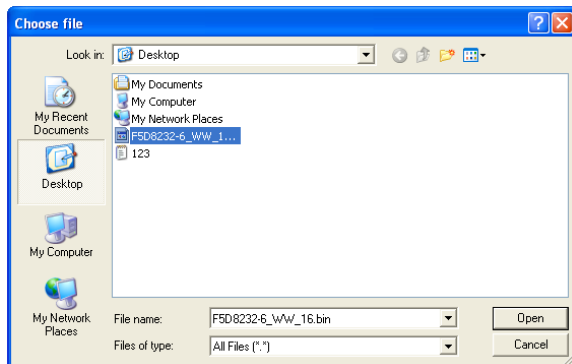 Choose file
Look in: Desktop
My Recent
Documents
Desktop
My Computer
My Network
Places
My Documents
My Computer
My Network Places
F5D8232-6_WW_1...
123
File name: F5D8232-6_WW_16.bin
Open
Files of type: All Files (*.*)
Cancel